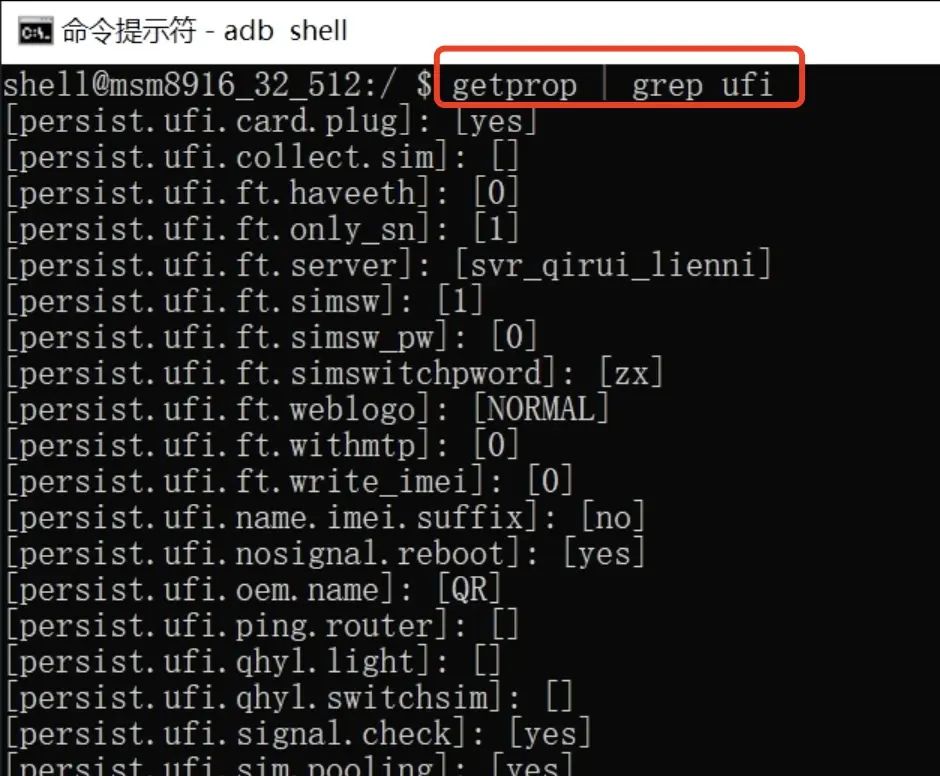 命令提示符 - adb shell
shell@msm8916_32_512:/ $ getprop | grep ufi
[persist.ufi.card.plug]: [yes]
[persist.ufi.collect.sim]: []
[persist.ufi.ft.haveeth]: [0]
[persist.ufi.ft.only_sn]: [1]
[persist.ufi.ft.server]: [svr_qirui_lienni]
[persist.ufi.ft.simsw]: [1]
[persist.ufi.ft.simsw_pw]: [0]
[persist.ufi.ft.simswitchpword]: [zx]
[persist.ufi.ft.weblogo]: [NORMAL]
[persist.ufi.ft.withmtp]: [0]
[persist.ufi.ft.write_imei]: [0]
[persist.ufi.name.imei.suffix]: [no]
[persist.ufi.nosignal.reboot]: [yes]
[persist.ufi.oem.name]: [QR]
[persist.ufi.ping.router]: []
[persist.ufi.qhyl.light]: []
[persist.ufi.qhyl.switchsim]: []
[persist.ufi.signal.check]: [yes]
[persist.ufi.sim.pooling]: [yes]